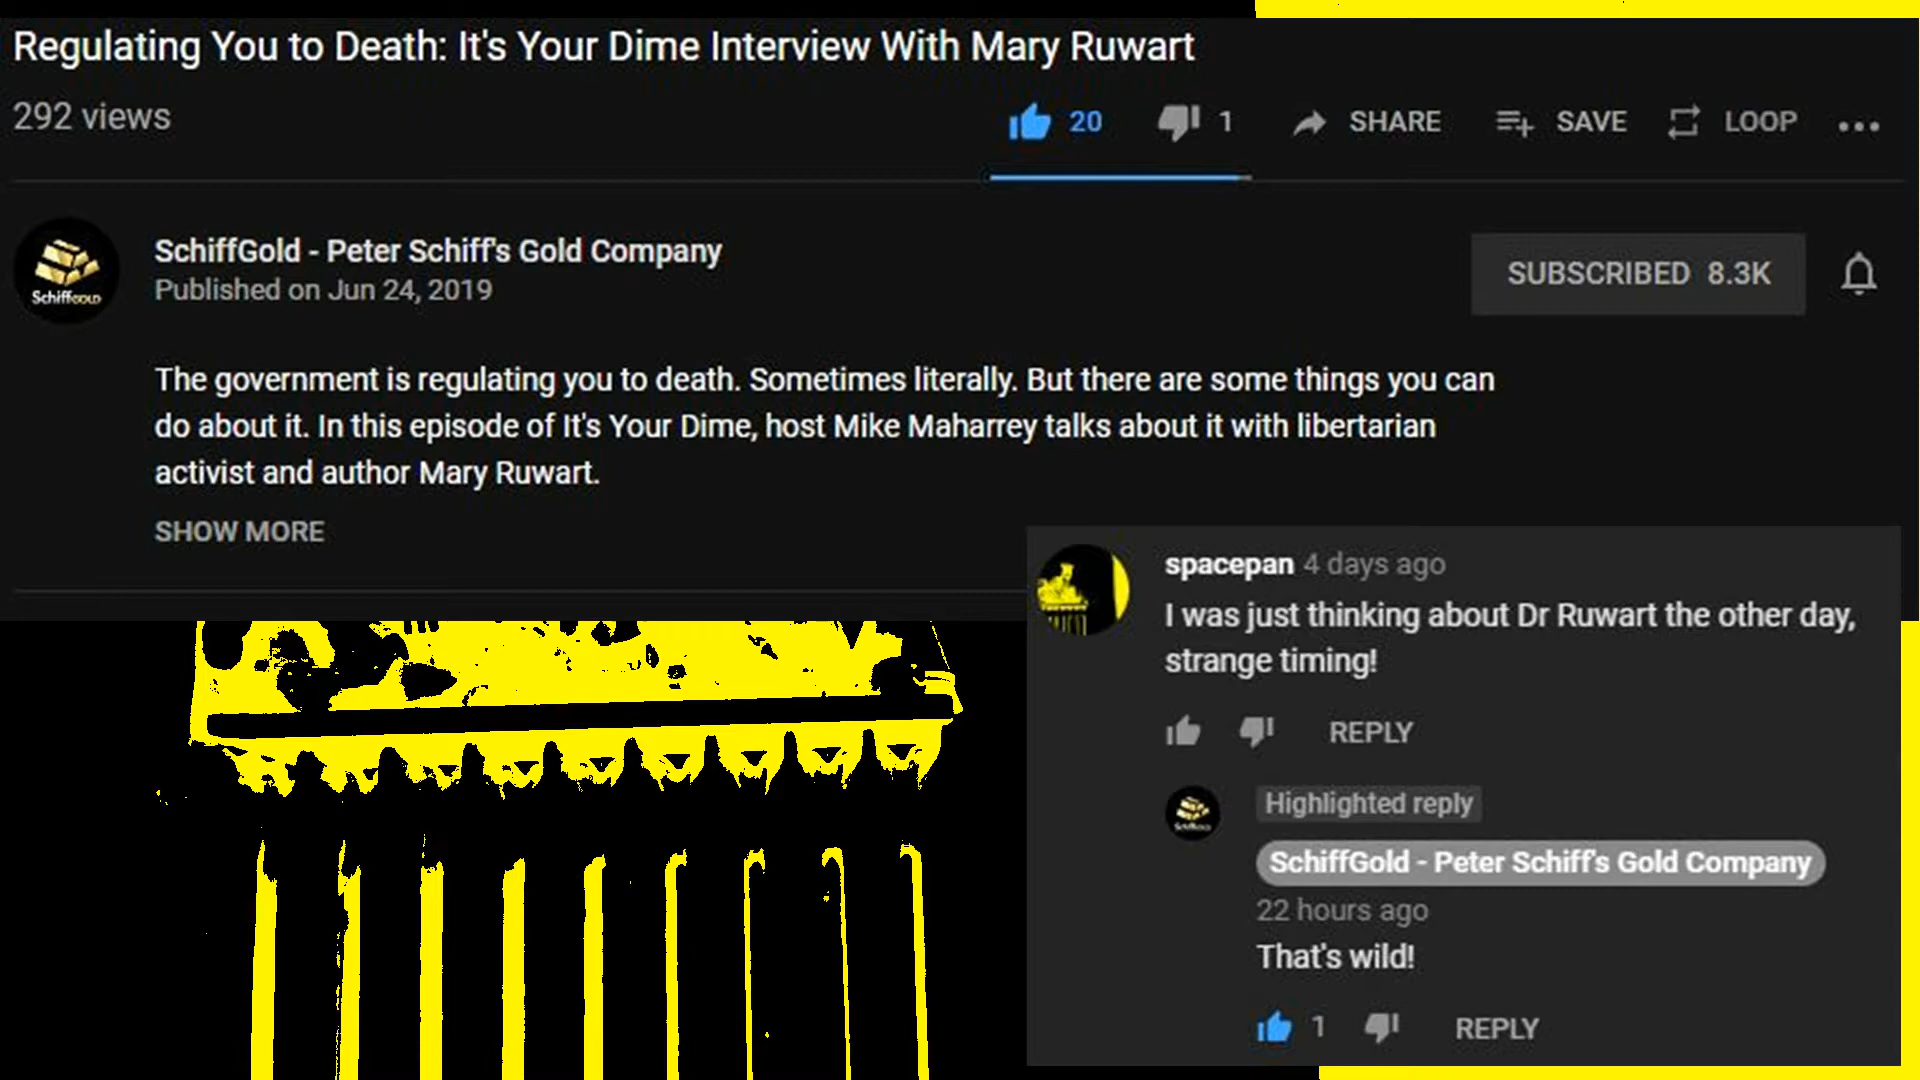 Regulating You to Death: It's Your Dime Interview With Mary Ruwart
292 views
20 1 SHARE SAVE LOOP
SchiffGold - Peter Schiff's Gold Company
Published on Jun 24, 2019
SUBSCRIBED 8.3K
SchiffGOLD
The government is regulating you to death. Sometimes literally. But there are some things you can
do about it. In this episode of It's Your Dime, host Mike Maharrey talks about it with libertarian
activist and author Mary Ruwart.
SHOW MORE
spacepan 4 days ago
I was just thinking about Dr Ruwart the other day,
strange timing!
REPLY
Highlighted reply
SchiffGold
SchiffGold - Peter Schiff's Gold Company
22 hours ago
That's wild!
1 REPLY